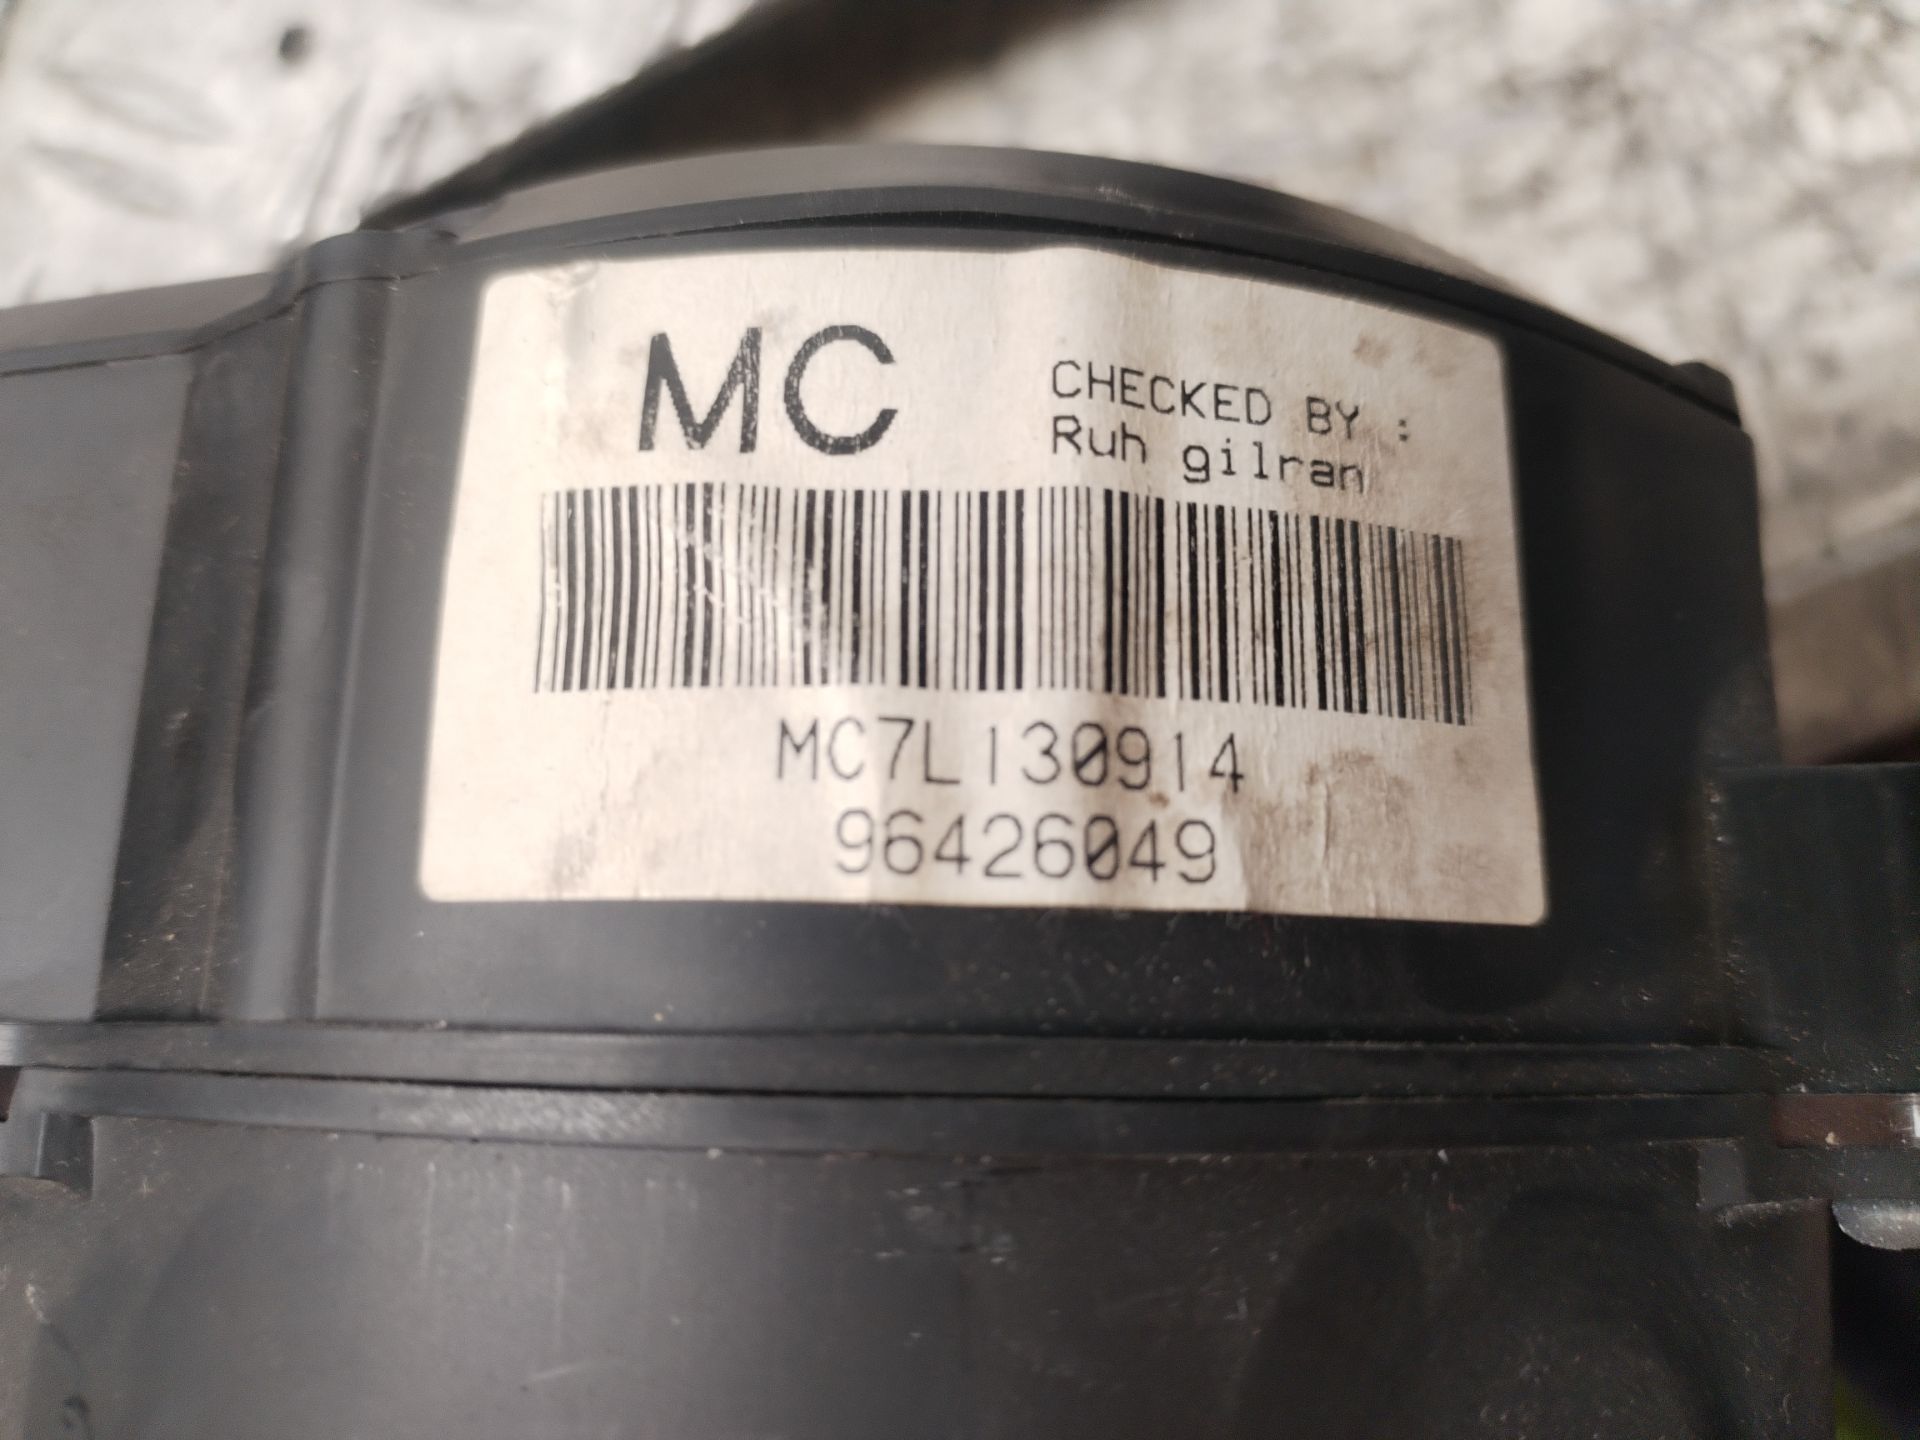 MC
CHECKED BY :
Ruh gilran
MC7L130914
96426049